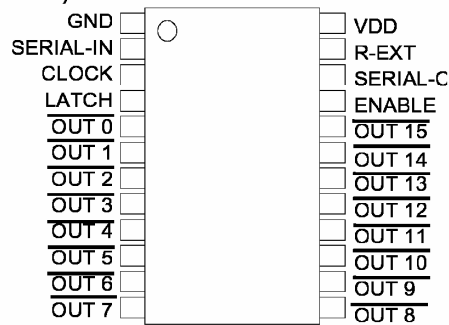 GND
SERIAL-IN
CLOCK
LATCH
OUT 0
OUT 1
OUT 2
OUT 3
OUT 4
OUT 5
OUT 6
OUT 7
VDD
R-EXT
SERIAL-O
ENABLE
OUT 15
OUT 14
OUT 13
OUT 12
OUT 11
OUT 10
OUT 9
OUT 8